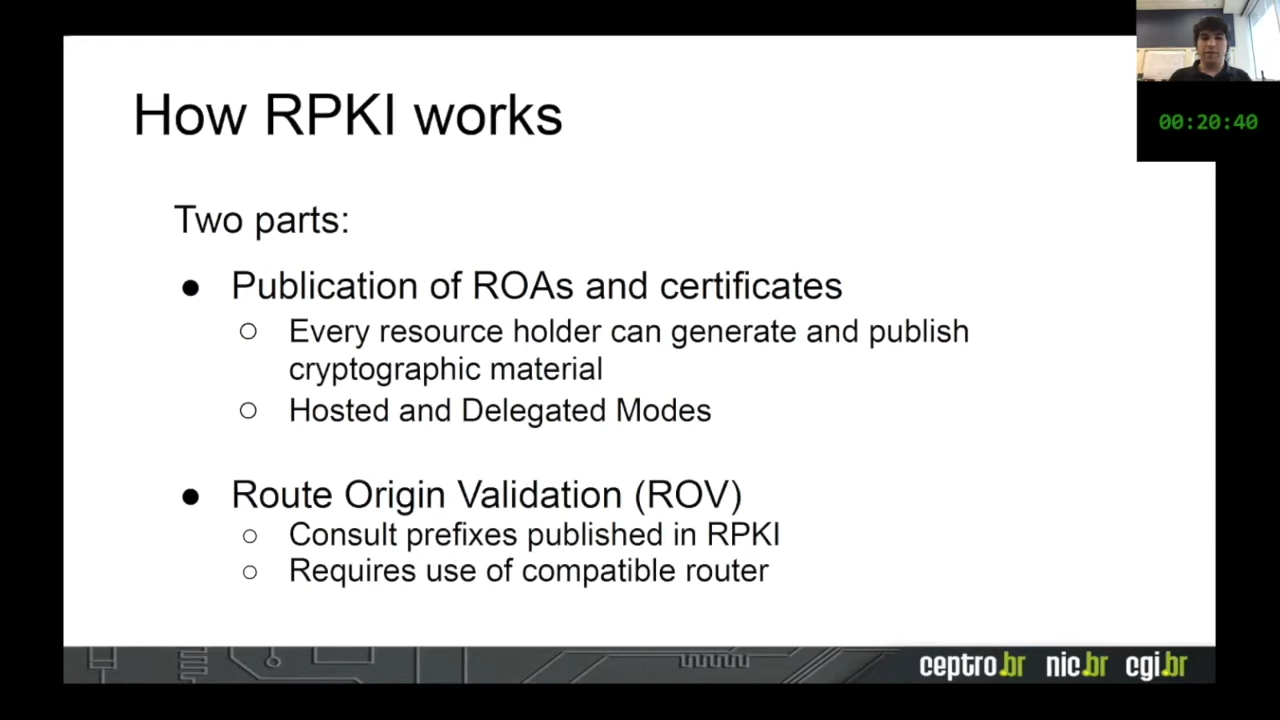 How RPKI works
00:20:40
Two parts:
● Publication of ROAs and certificates
○ Every resource holder can generate and publish
cryptographic material
○ Hosted and Delegated Modes
● Route Origin Validation (ROV)
○ Consult prefixes published in RPKI
○ Requires use of compatible router
ceptro.br nic.br cgi.br